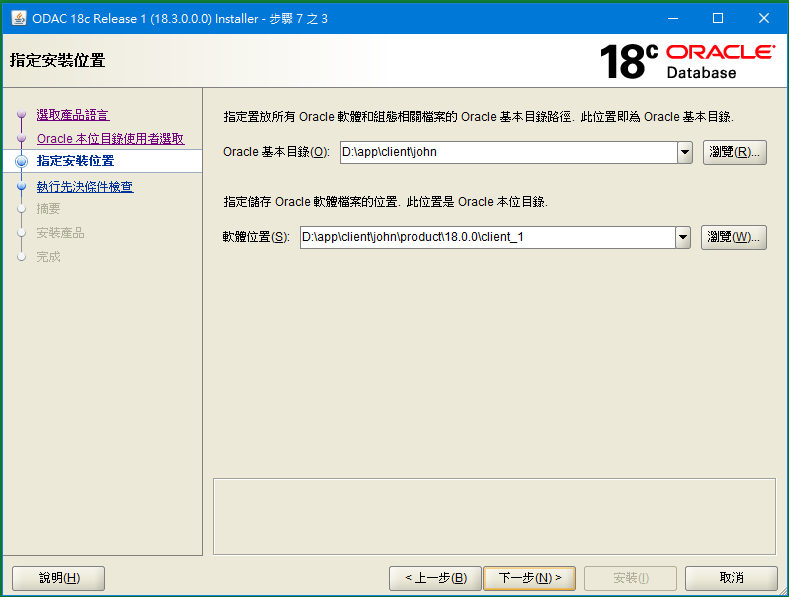 ODAC 18c Release 1 (18.3.0.0.0) Installer - 步驟 7 之 3
指定安裝位置
18c ORACLE
Database
選取產品語言
Oracle 本位目錄使用者選取
指定安裝位置
執行先決條件檢查
摘要
安裝產品
完成
指定置放所有 Oracle 軟體和組態相關檔案的 Oracle 基本目錄路徑. 此位置即為 Oracle 基本目錄.
Oracle 基本目錄(O): D:\app\client\john 瀏覽(R)...
指定儲存 Oracle 軟體檔案的位置. 此位置是 Oracle 本位目錄.
軟體位置(S): D:\app\client\john\product\18.0.0\client_1 瀏覽(W)...
說明(H) < 上一步(B) 下一步(N) > 安裝(I) 取消